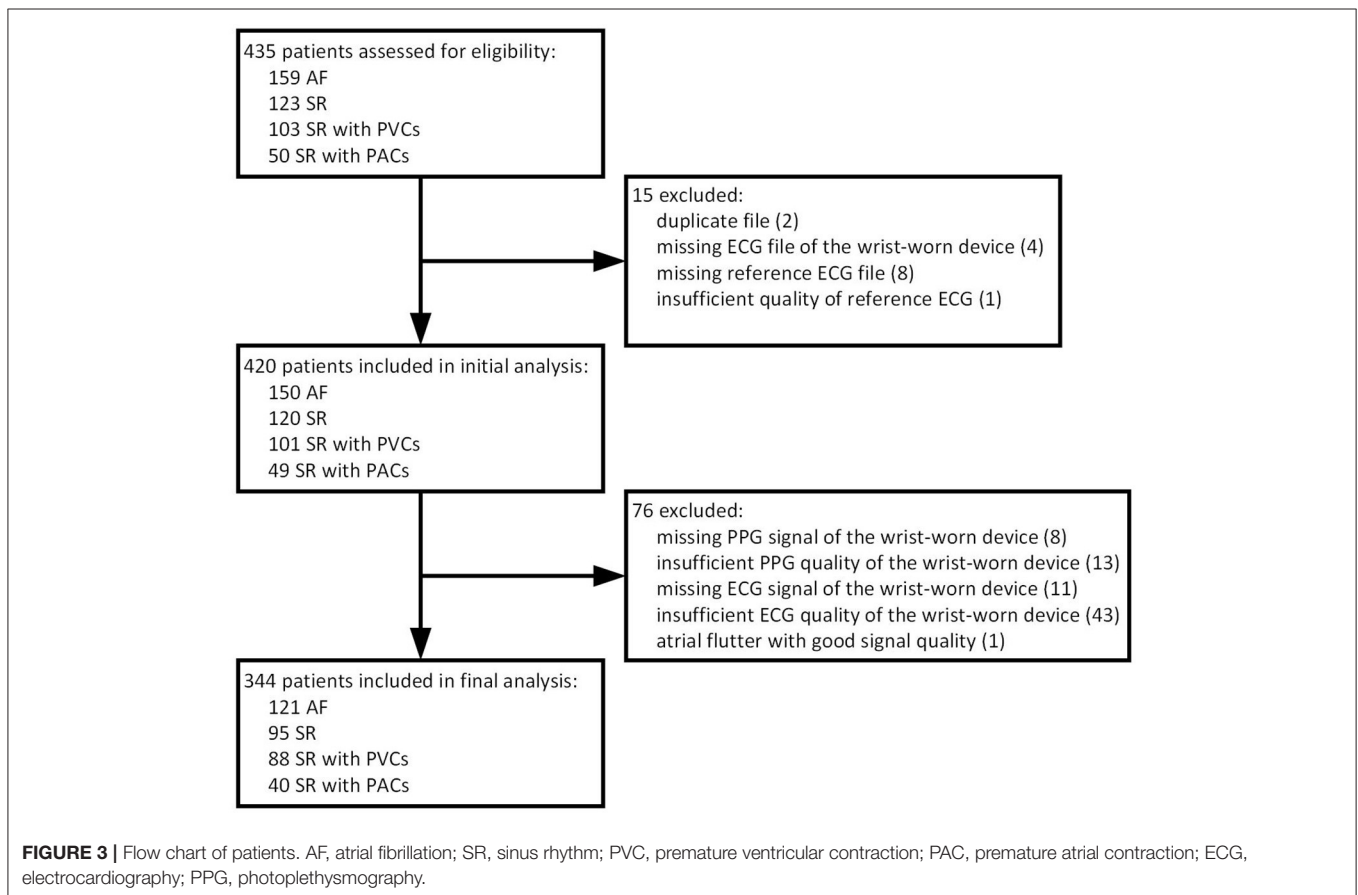 435 patients assessed for eligibility:
159 AF
123 SR
103 SR with PVCs
50 SR with PACs
15 excluded:
duplicate file (2)
missing ECG file of the wrist-worn device (4)
missing reference ECG file (8)
insufficient quality of reference ECG (1)
420 patients included in initial analysis:
150 AF
120 SR
101 SR with PVCs
49 SR with PACs
76 excluded:
missing PPG signal of the wrist-worn device (8)
insufficient PPG quality of the wrist-worn device (13)
missing ECG signal of the wrist-worn device (11)
insufficient ECG quality of the wrist-worn device (43)
atrial flutter with good signal quality (1)
344 patients included in final analysis:
121 AF
95 SR
88 SR with PVCs
40 SR with PACs
FIGURE 3 | Flow chart of patients. AF, atrial fibrillation; SR, sinus rhythm; PVC, premature ventricular contraction; PAC, premature atrial contraction; ECG,
electrocardiography; PPG, photoplethysmography.